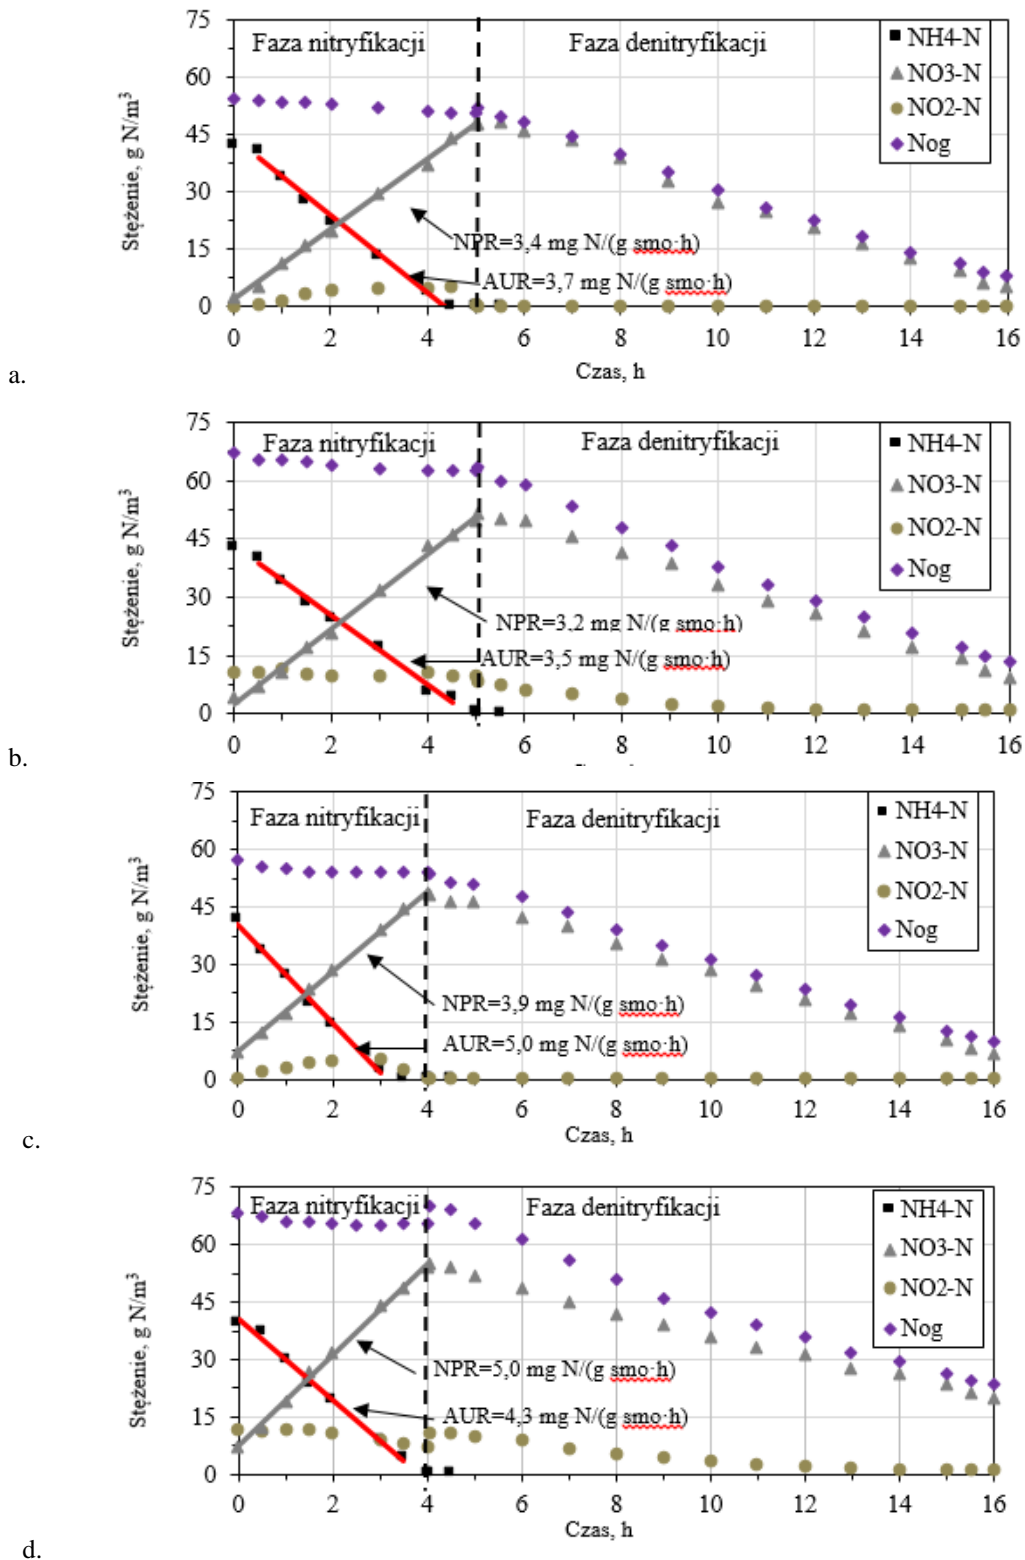 75
60
45
30
15
0
Stężenie, g N/m³
Faza nitryfikacji
Faza denitryfikacji
NH4-N
NO3-N
NO2-N
Nog
NPR=3,4 mg N/(g smo·h)
AUR=3,7 mg N/(g smo·h)
0 2 4 6 8 10 12 14 16
Czas, h
a.
75
60
45
30
15
0
Stężenie, g N/m³
Faza nitryfikacji
Faza denitryfikacji
NH4-N
NO3-N
NO2-N
Nog
NPR=3,2 mg N/(g smo·h)
AUR=3,5 mg N/(g smo·h)
0 2 4 6 8 10 12 14 16
b.
75
60
45
30
15
0
Stężenie, g N/m³
Faza nitryfikacji
Faza denitryfikacji
NH4-N
NO3-N
NO2-N
Nog
NPR=3,9 mg N/(g smo·h)
AUR=5,0 mg N/(g smo·h)
0 2 4 6 8 10 12 14 16
Czas, h
c.
75
60
45
30
15
0
Stężenie, g N/m³
Faza nitryfikacji
Faza denitryfikacji
NH4-N
NO3-N
NO2-N
Nog
NPR=5,0 mg N/(g smo·h)
AUR=4,3 mg N/(g smo·h)
0 2 4 6 8 10 12 14 16
Czas, h
d.